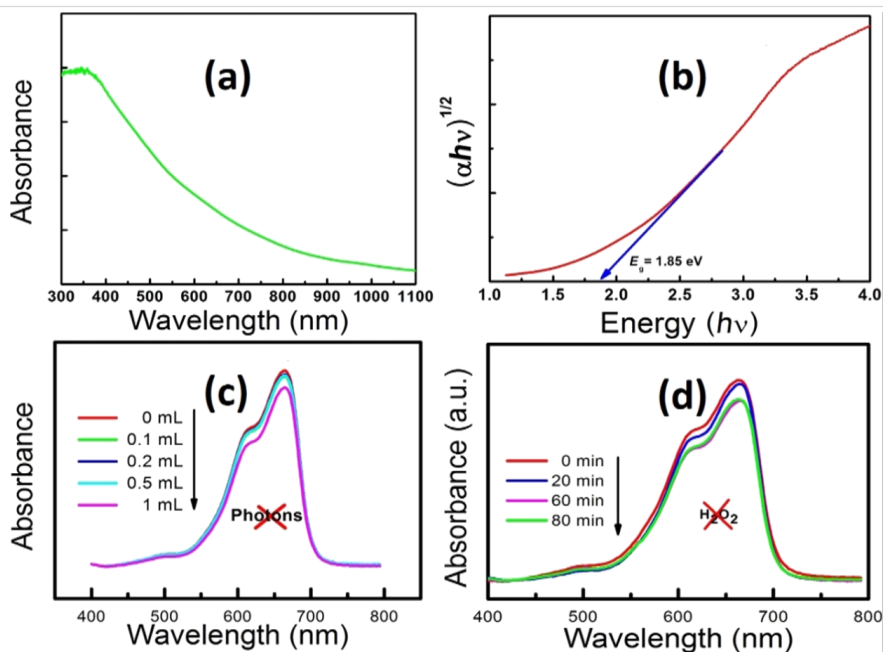 (a)
Absorbance
300 400 500 600 700 800 900 1000 1100
Wavelength (nm)
(b)
(αhν)1/2
Eg= 1.85 eV
1.0 1.5 2.0 2.5 3.0 3.5 4.0
Energy (hν)
(c)
Absorbance
0 mL
0.1 mL
0.2 mL
0.5 mL
1 mL
Photons
400 500 600 700 800
Wavelength (nm)
(d)
Absorbance (a.u.)
0 min
20 min
60 min
80 min
H2O2
400 500 600 700 800
Wavelength (nm)